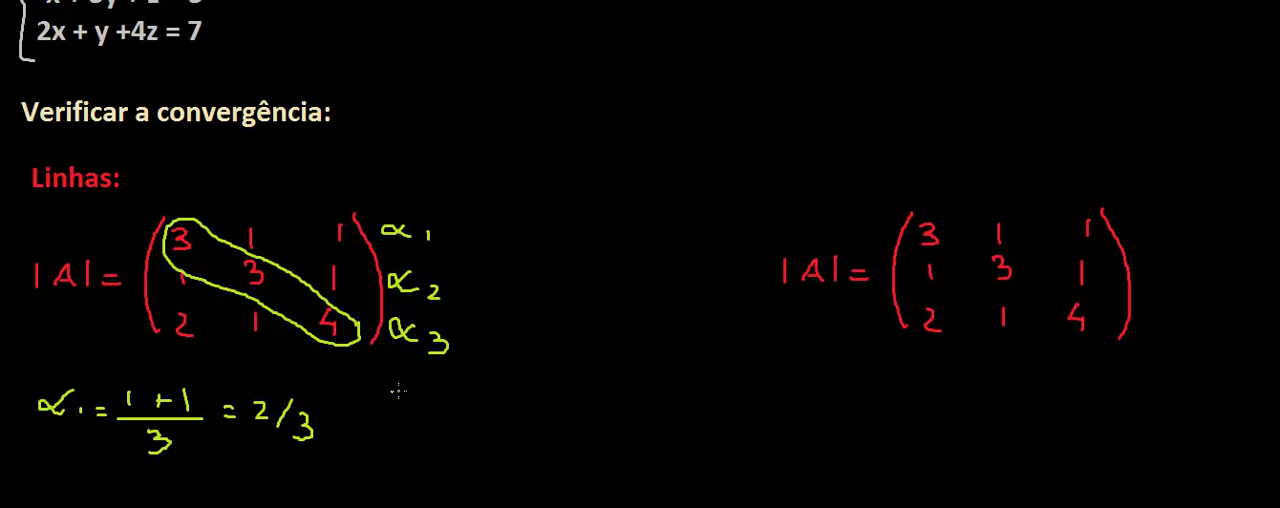 2x + y +4z = 7
Verificar a convergência:
Linhas:
|A| = ( 3 1 1 ) α1
1 3 1 α2
2 1 4 α3
|A| = ( 3 1 1 )
1 3 1
2 1 4
α1 = 1 + 1 / 3 = 2/3